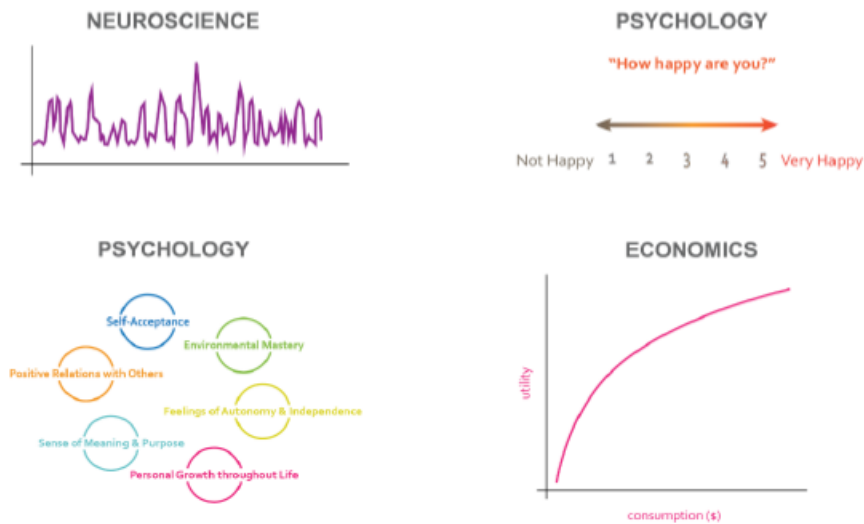 NEUROSCIENCE
PSYCHOLOGY
“How happy are you?”
Not Happy 1 2 3 4 5 Very Happy
PSYCHOLOGY
Self-Acceptance
Environmental Mastery
Positive Relations with Others
Feelings of Autonomy & Independence
Sense of Meaning & Purpose
Personal Growth throughout Life
ECONOMICS
utility
consumption ($)